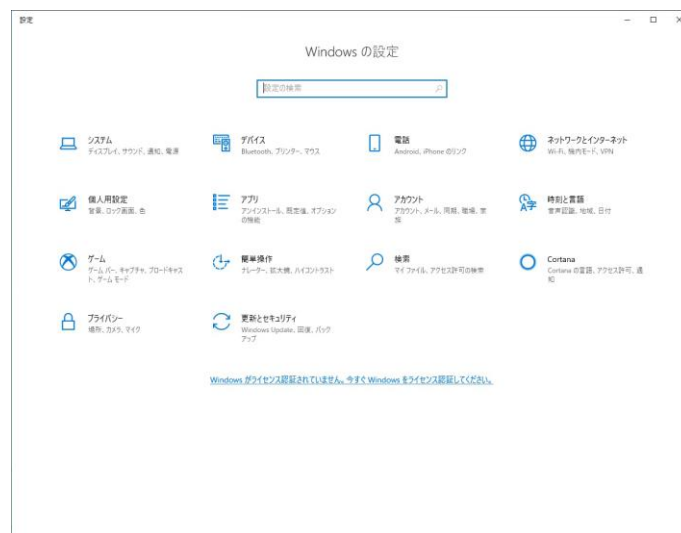 設定
Windows の設定
設定の検索
システム
ディスプレイ、サウンド、通知、電源
デバイス
Bluetooth、プリンター、マウス
電話
Android、iPhone のリンク
ネットワークとインターネット
Wi-Fi、機内モード、VPN
個人用設定
背景、ロック画面、色
アプリ
アンインストール、既定値、オプション
の機能
アカウント
アカウント、メール、同期、職場、家
族
時刻と言語
音声認識、地域、日付
ゲーム
ゲーム バー、キャプチャ、ブロードキャス
ト、ゲーム モード
簡単操作
ナレーター、拡大鏡、ハイコントラスト
検索
マイ ファイル、アクセス許可の検索
Cortana
Cortana の言語、アクセス許可、通
知
プライバシー
場所、カメラ、マイク
更新とセキュリティ
Windows Update、回復、バック
アップ
Windows がライセンス認証されていません。今すぐ Windows をライセンス認証してください。